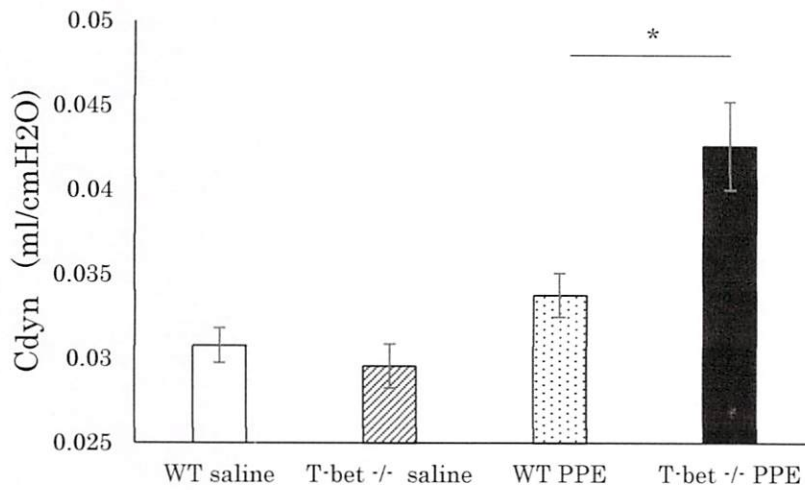 0.05
*
0.045
0.04
0.035
0.03
0.025
Cdyn (ml/cmH2O)
WT saline
T-bet -/- saline
WT PPE
T-bet -/- PPE